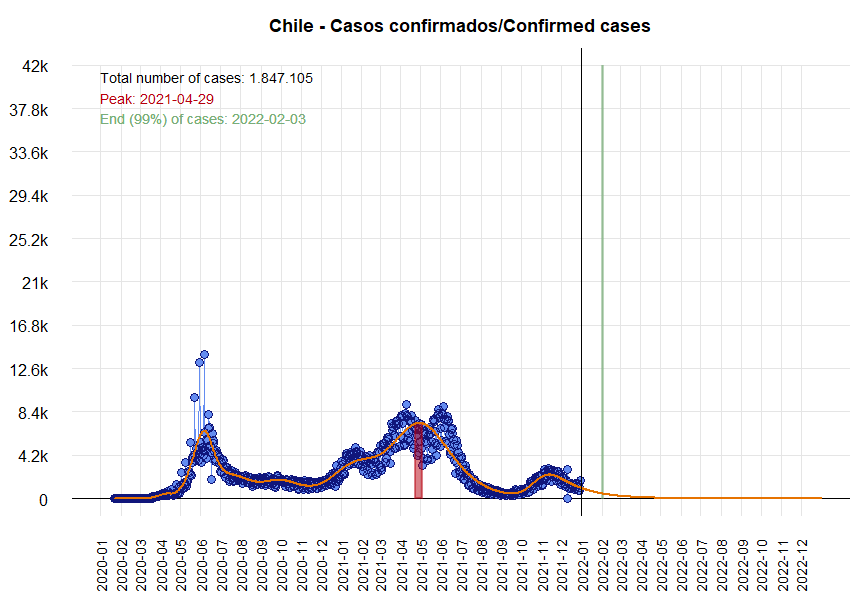 Chile - Casos confirmados/Confirmed cases
Total number of cases: 1.847.105
Peak: 2021-04-29
End (99%) of cases: 2022-02-03
42k
37.8k
33.6k
29.4k
25.2k
21k
16.8k
12.6k
8.4k
4.2k
0
2020-01
2020-02
2020-03
2020-04
2020-05
2020-06
2020-07
2020-08
2020-09
2020-10
2020-11
2020-12
2021-01
2021-02
2021-03
2021-04
2021-05
2021-06
2021-07
2021-08
2021-09
2021-10
2021-11
2021-12
2022-01
2022-02
2022-03
2022-04
2022-05
2022-06
2022-07
2022-08
2022-09
2022-10
2022-11
2022-12